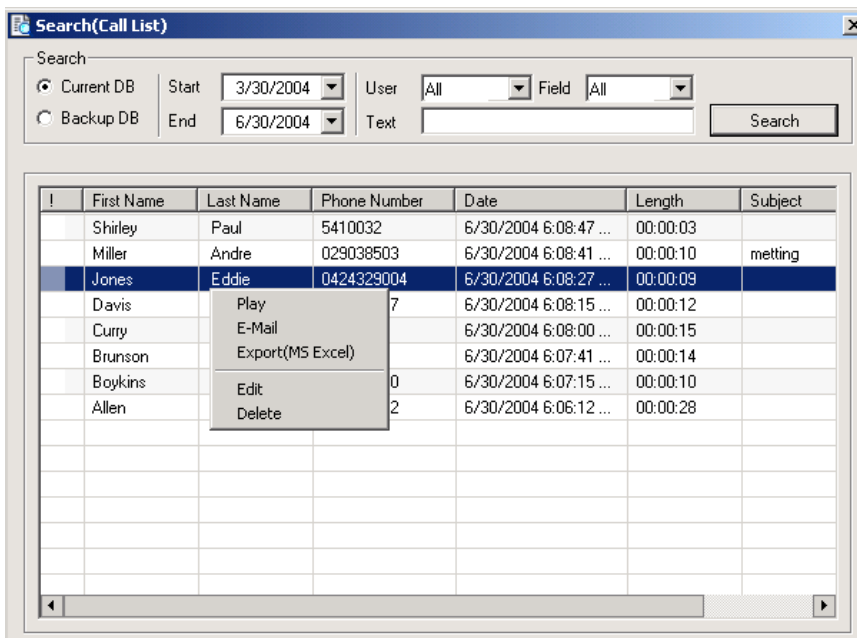 Search(Call List)
Search
Current DB Start 3/30/2004 User All Field All
Backup DB End 6/30/2004 Text Search
! First Name Last Name Phone Number Date Length Subject
Shirley Paul 5410032 6/30/2004 6:08:47 ... 00:00:03
Miller Andre 029038503 6/30/2004 6:08:41 ... 00:00:10 metting
Jones Eddie 0424329004 6/30/2004 6:08:27 ... 00:00:09
Davis Play 7 6/30/2004 6:08:15 ... 00:00:12
Curry E-Mail 6/30/2004 6:08:00 ... 00:00:15
Brunson Export(MS Excel) 6/30/2004 6:07:41 ... 00:00:14
Boykins Edit 0 6/30/2004 6:07:15 ... 00:00:10
Allen Delete 2 6/30/2004 6:06:12 ... 00:00:28